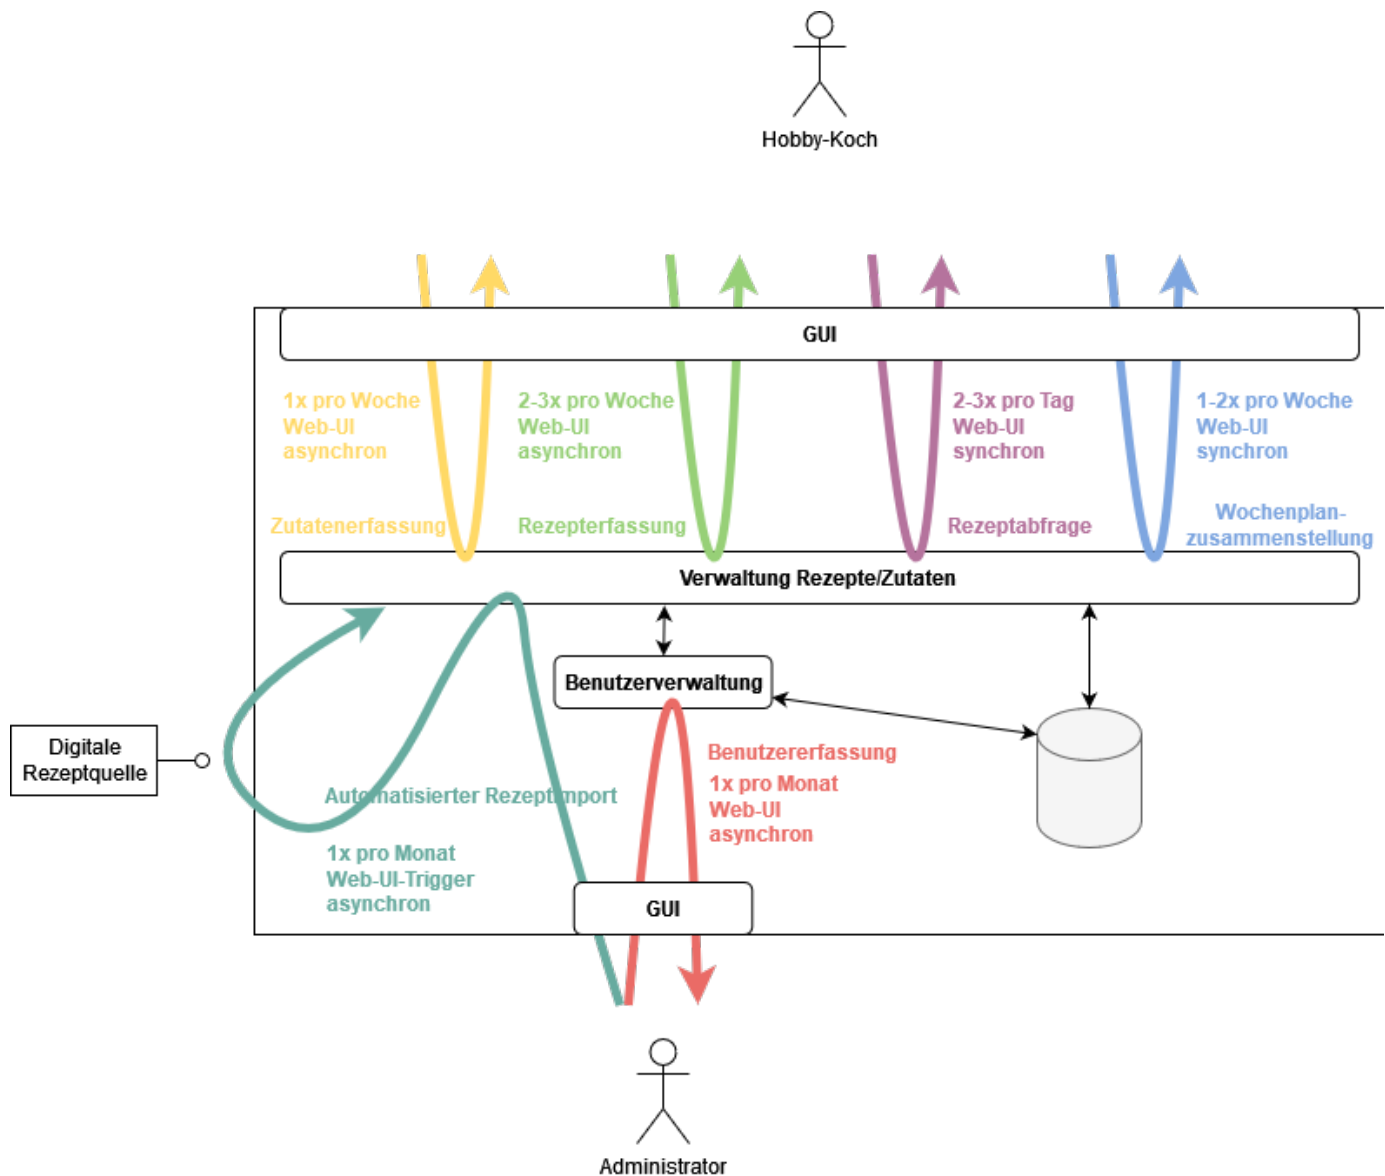 Hobby-Koch
GUI
1x pro Woche
Web-UI
asynchron
2-3x pro Woche
Web-UI
asynchron
2-3x pro Tag
Web-UI
synchron
1-2x pro Woche
Web-UI
synchron
Zutatenerfassung
Rezepterfassung
Rezeptabfrage
Wochenplan-
zusammenstellung
Verwaltung Rezepte/Zutaten
Benutzerverwaltung
Digitale
Rezeptquelle
Benutzererfassung
1x pro Monat
Web-UI
asynchron
Automatisierter Rezeptimport
1x pro Monat
Web-UI-Trigger
asynchron
GUI
Administrator